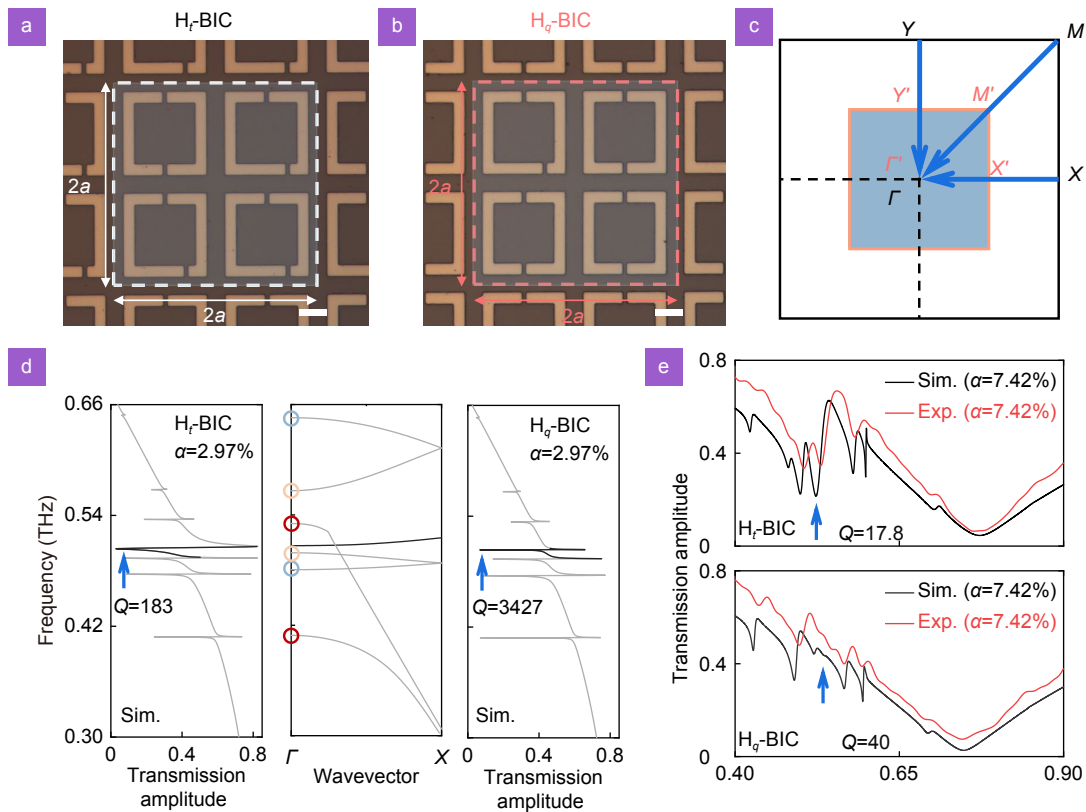 a
Ht-BIC
2a
2a
b
Hq-BIC
2a
2a
c
Y
M
Y'
M'
Γ'
X'
X
Γ
d
Frequency (THz)
0.66
0.54
0.42
0.30
Ht-BIC
α=2.97%
Q=183
Sim.
0 0.4 0.8
Transmission
amplitude
Γ X
Wavevector
Hq-BIC
α=2.97%
Q=3427
Sim.
0 0.4 0.8
Transmission
amplitude
e
Transmission amplitude
0.8
0.4
0
Sim. (α=7.42%)
Exp. (α=7.42%)
Ht-BIC
Q=17.8
0.8
0.4
0
Sim. (α=7.42%)
Exp. (α=7.42%)
Hq-BIC
Q=40
0.40 0.65 0.90